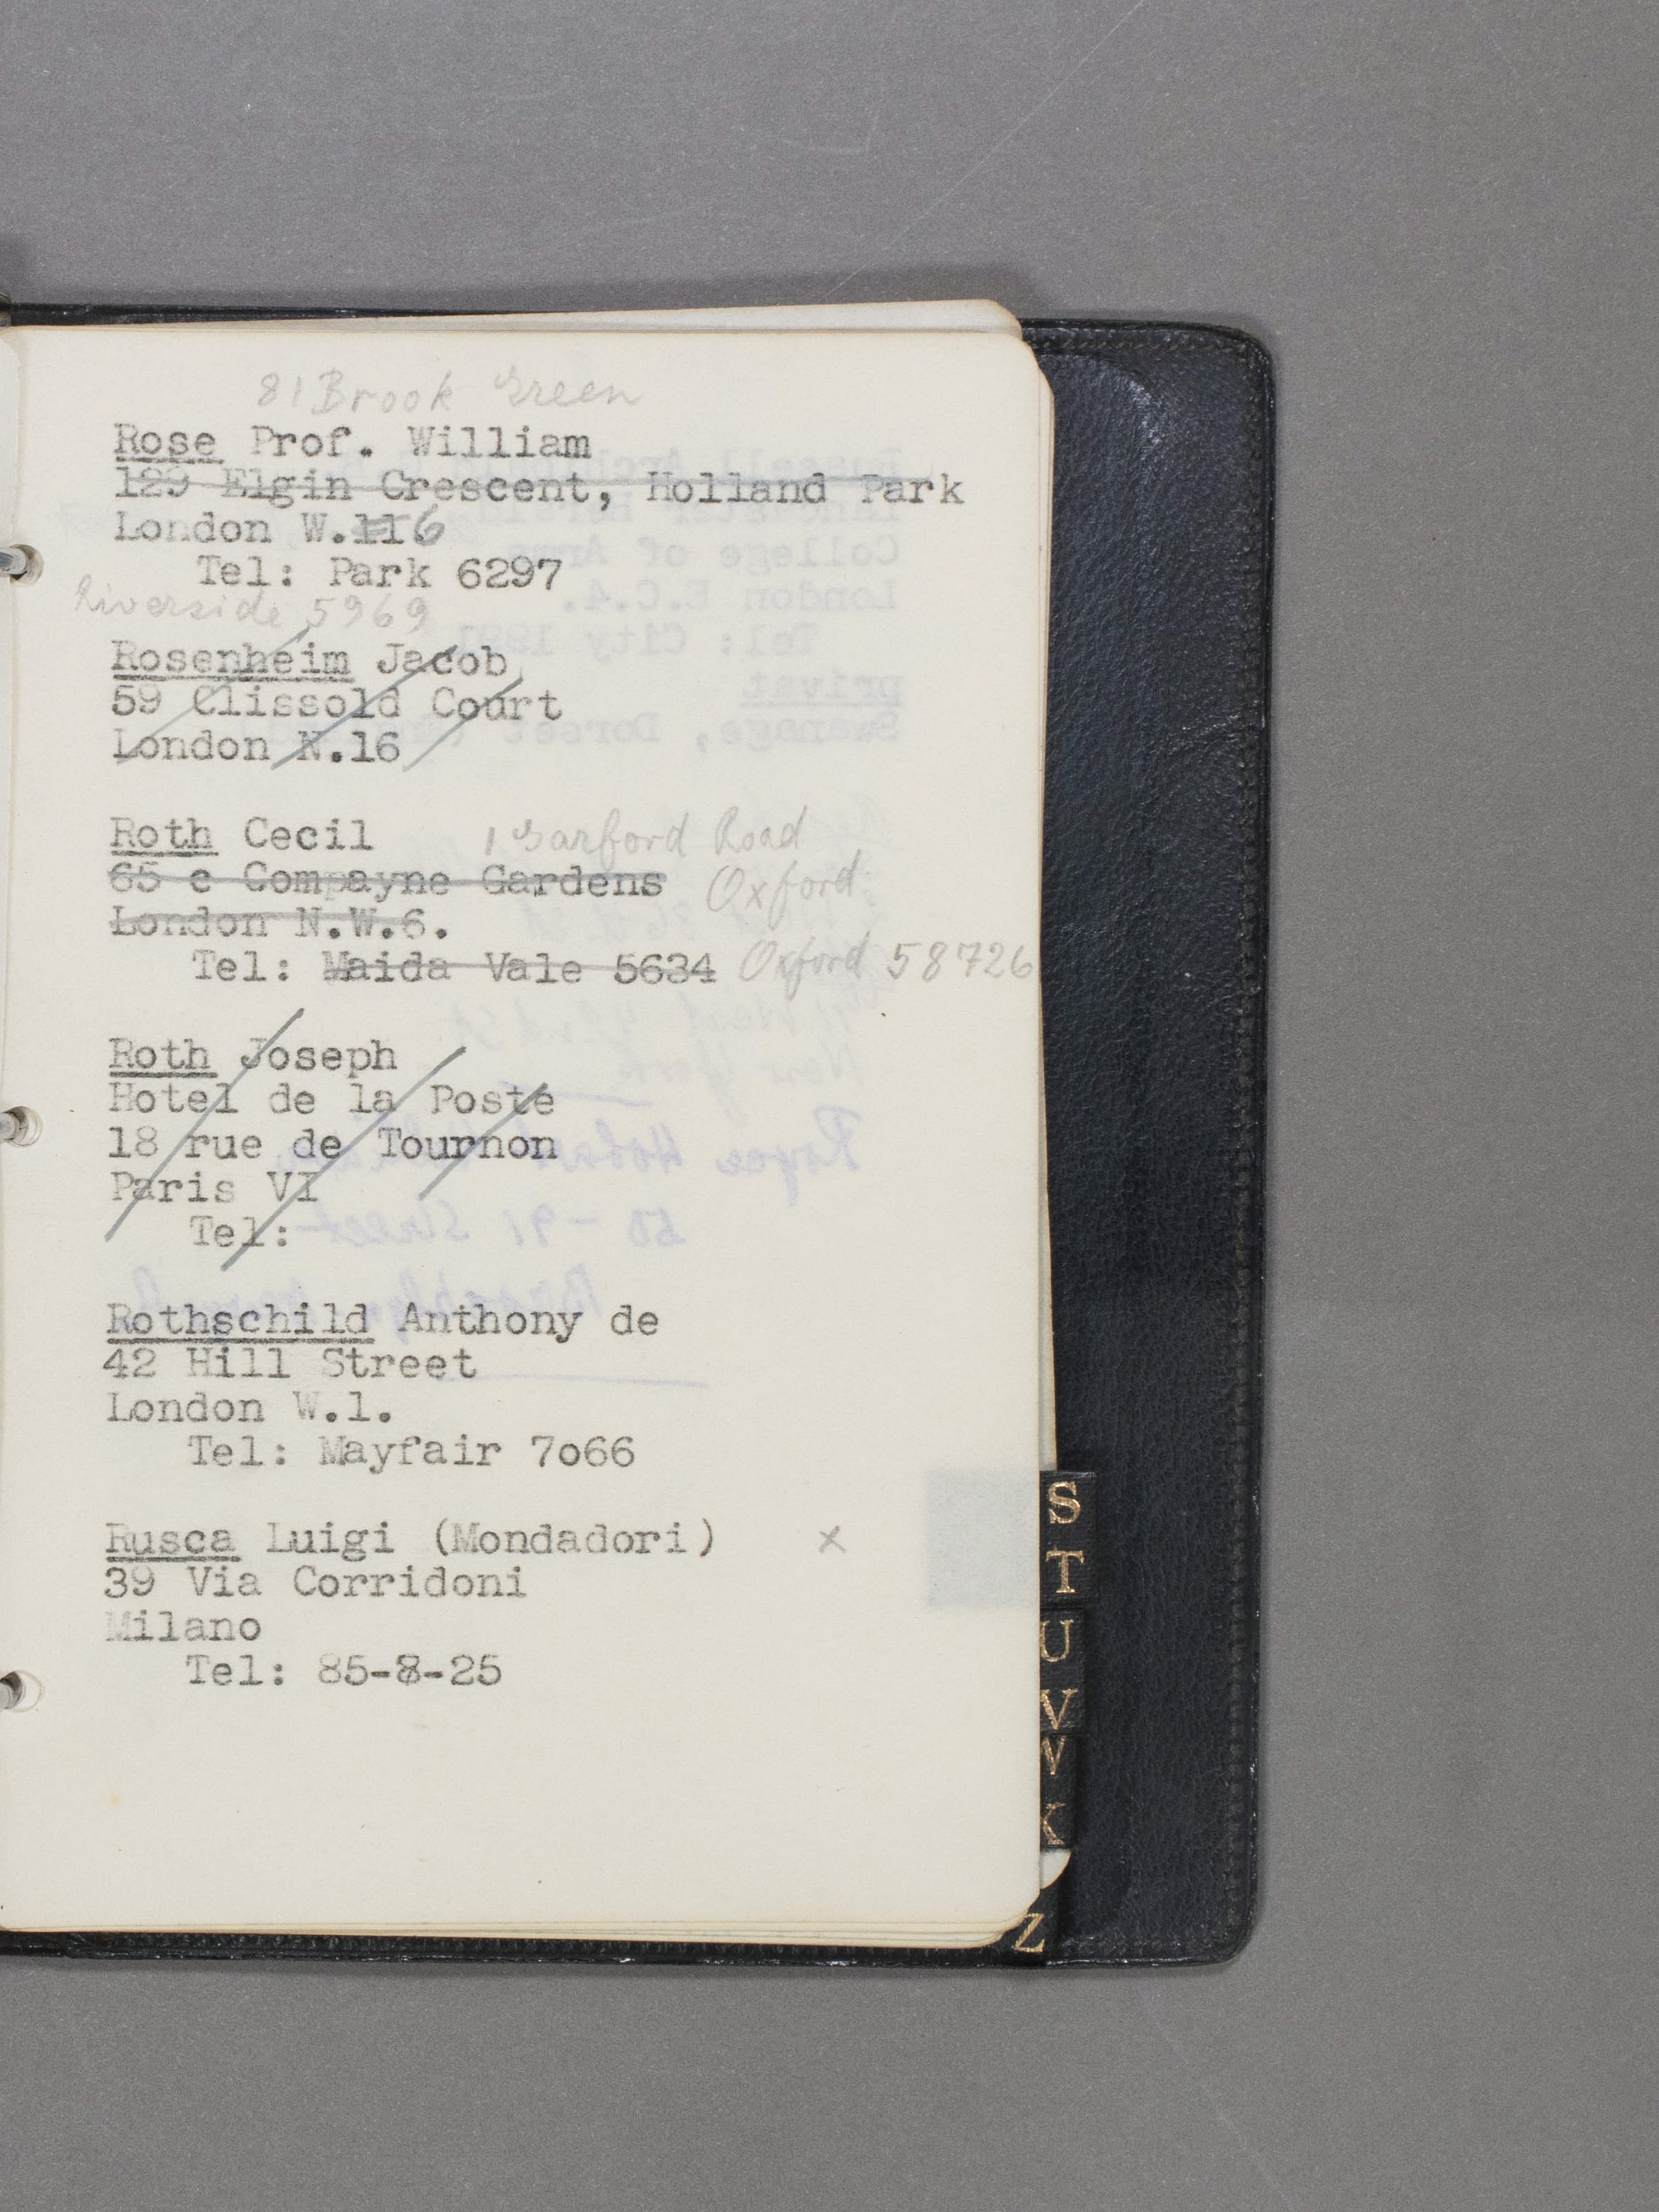 81 Brook Green
Rose Prof. William
129 Elgin Crescent, Holland Park
London W.11 6
Tel: Park 6297
Riverside 5969
Rosenheim Jacob
59 Clissold Court
London N.16
Roth Cecil
1 Garford Road
65 c Compayne Gardens
Oxford
London N.W.6.
Tel: Maida Vale 5634 Oxford 58726
Roth Joseph
Hotel de la Poste
18 rue de Tournon
Paris VI
Tel:
Rothschild Anthony de
42 Hill Street
London W.1.
Tel: Mayfair 7o66
Rusca Luigi (Mondadori) x
39 Via Corridoni
Milano
Tel: 85-8-25
S
T
U
V
W
Z